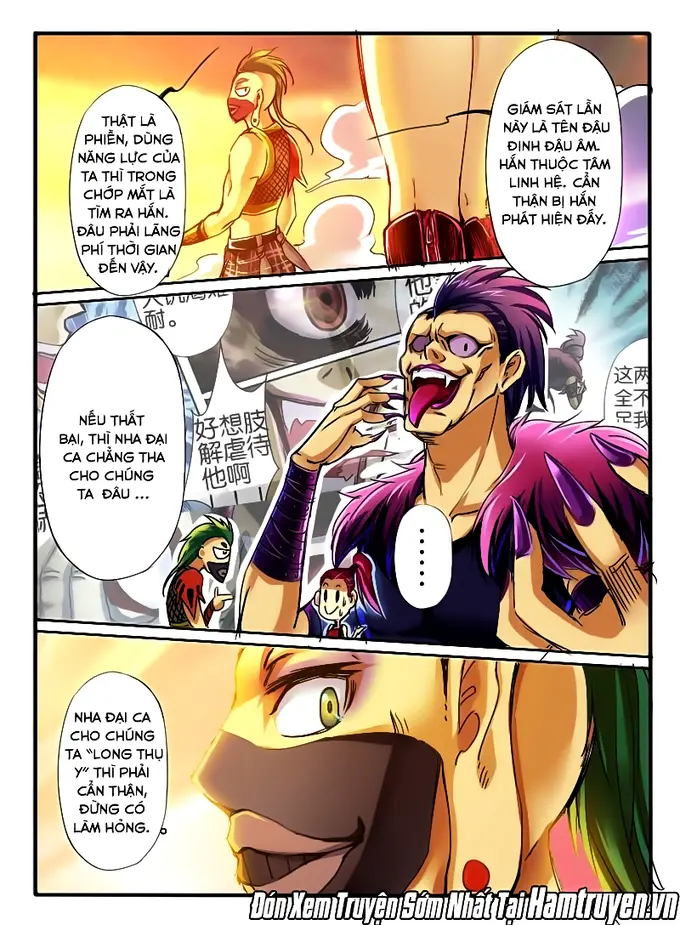 THẬT LÀ
PHIỀN, DÙNG
NĂNG LỰC CỦA
TA THÌ TRONG
CHỚP MẮT LÀ
TÌM RA HẮN.
ĐÂU PHẢI LÃNG
PHÍ THỜI GIAN
ĐẾN VẬY.
GIÁM SÁT LẦN
NÀY LÀ TÊN ĐẬU
ĐINH ĐẬU ÂM.
HẮN THUỘC TÂM
LINH HỆ. CẨN
THẬN BỊ HẮN
PHÁT HIỆN ĐẤY.
耐。
好想肢
解虐待
他啊
这两
全不
足我
NẾU THẤT
BẠI, THÌ NHA ĐẠI
CA CHẲNG THA
CHO CHÚNG
TA ĐÂU ...
......
NHA ĐẠI CA
CHO CHÚNG
TA “LONG THỤ
Y” THÌ PHẢI
CẨN THẬN,
ĐỪNG CÓ
LÀM HỎNG.
Đón Xem Truyện Sớm Nhất Tại Hamtruyen.vn